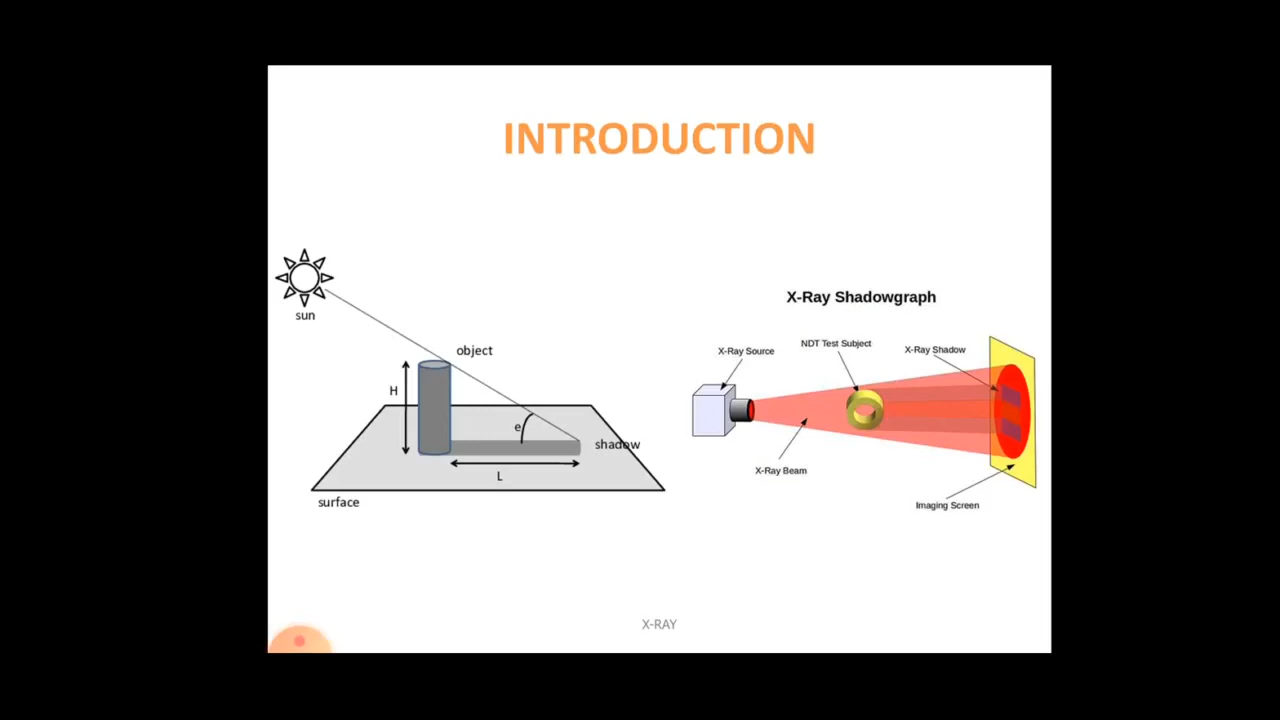 INTRODUCTION
sun
object
H
e
shadow
L
surface
X-Ray Shadowgraph
X-Ray Source
NDT Test Subject
X-Ray Shadow
X-Ray Beam
Imaging Screen
X-RAY